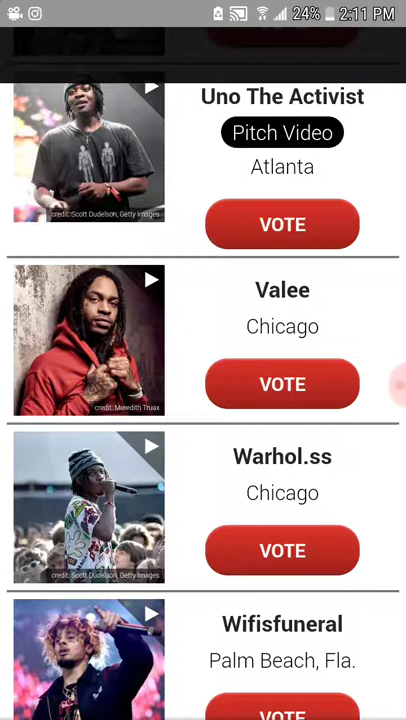 24% 2:11 PM
Uno The Activist
Pitch Video
Atlanta
VOTE
credit: Scott Dudelson, Getty Images
Valee
Chicago
VOTE
credit: Meredith Truax
Warhol.ss
Chicago
VOTE
credit: Scott Dudelson, Getty Images
Wifisfuneral
Palm Beach, Fla.
VOTE